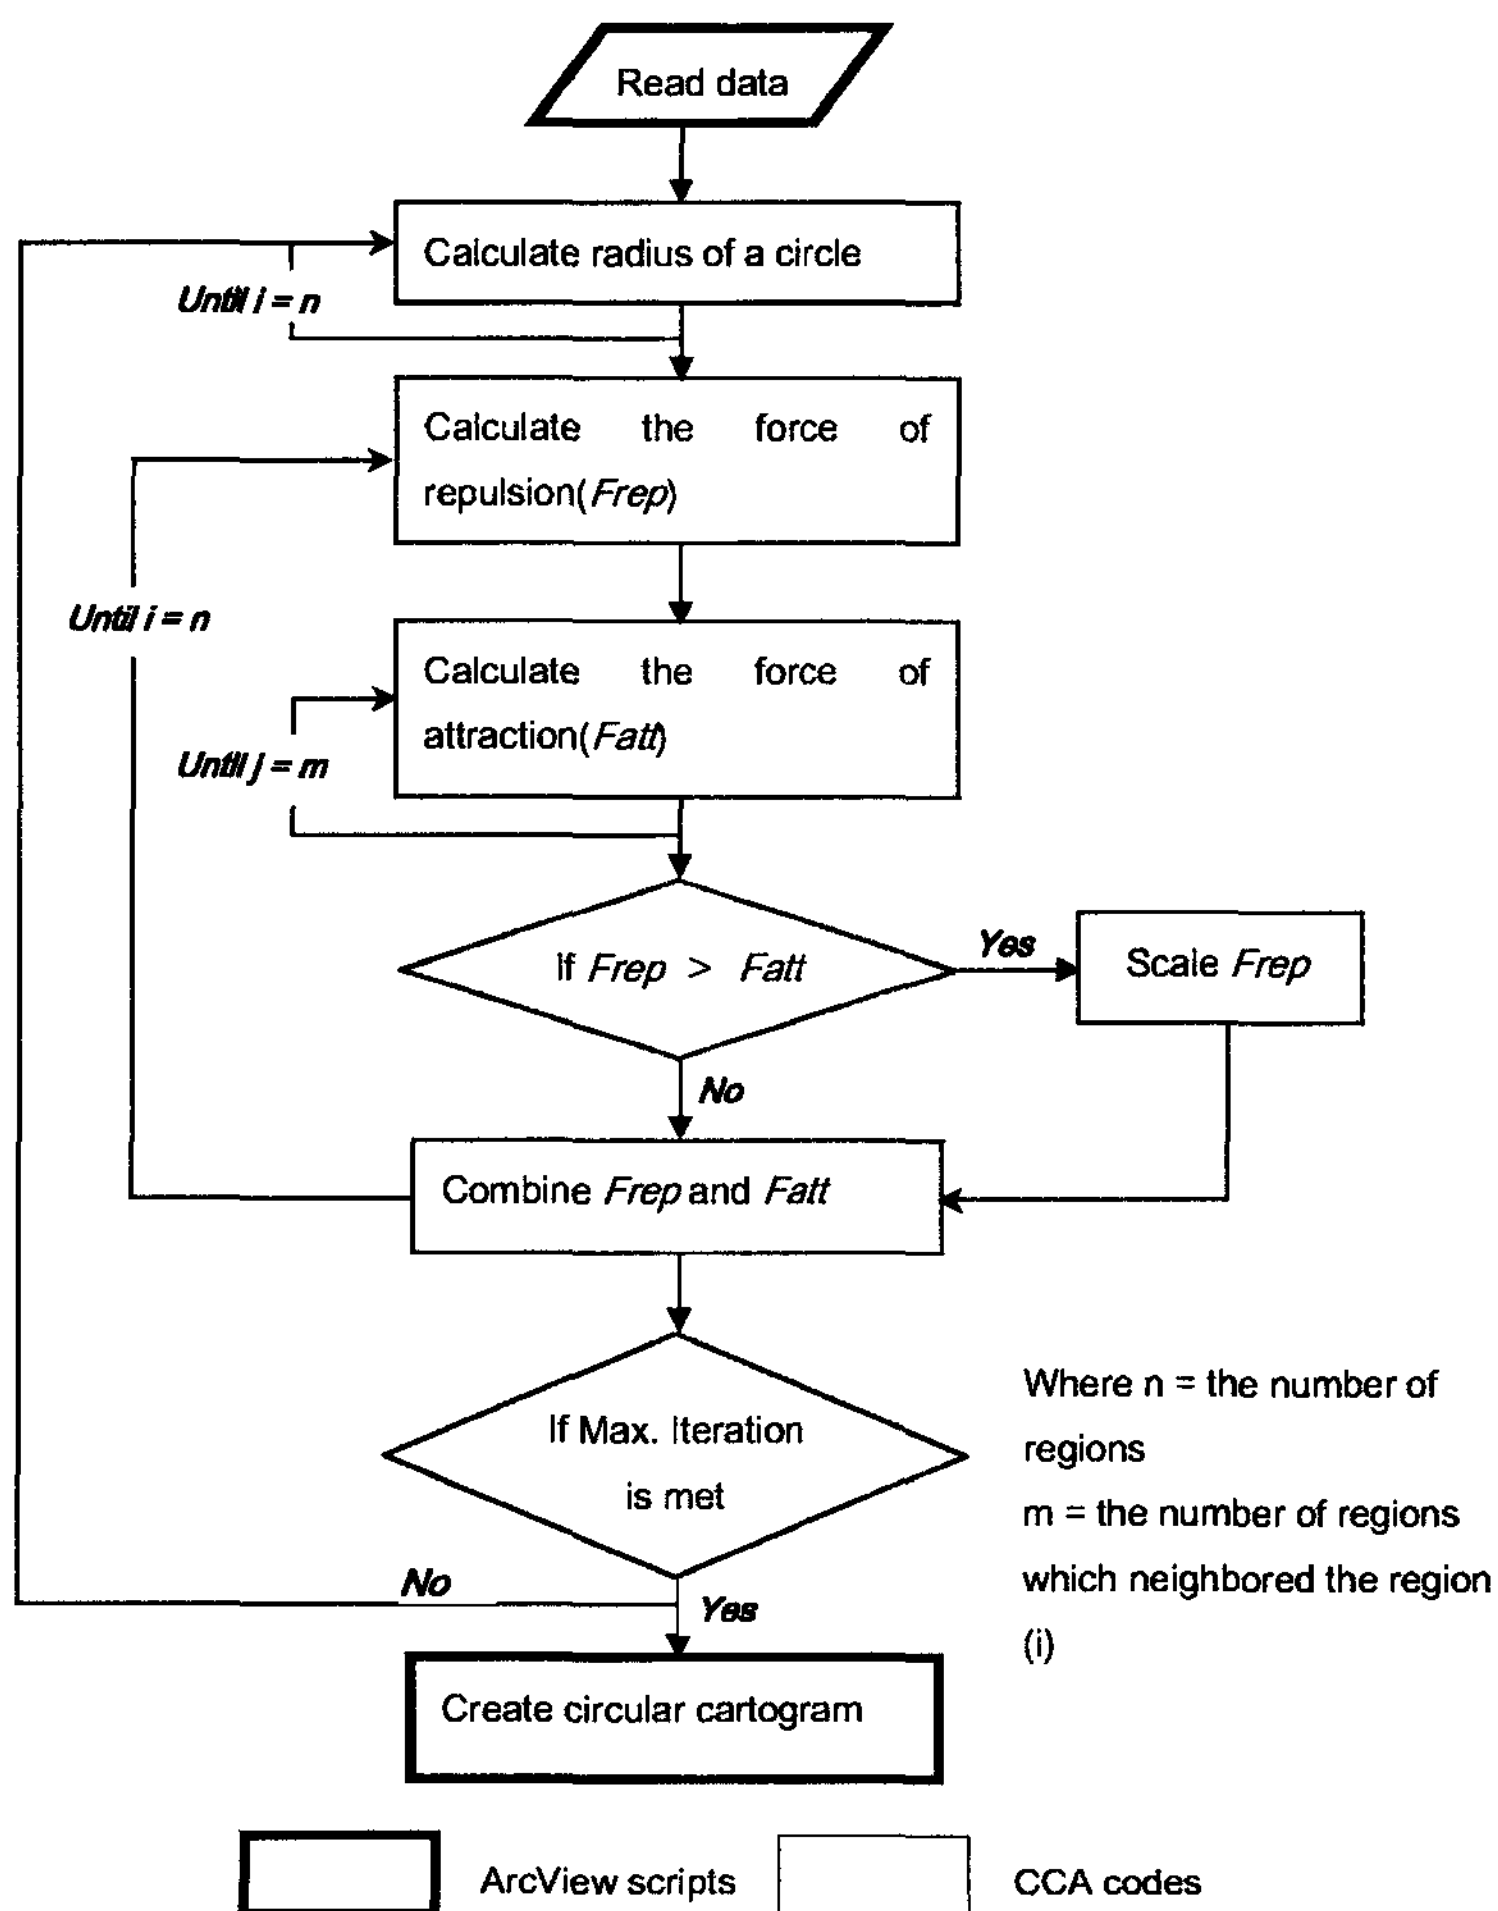 Read data
Calculate radius of a circle
Until i = n
Calculate the force of
repulsion(Frep)
Until i = n
Calculate the force of
attraction(Fatt)
Until j = m
If Frep > Fatt
Yes
Scale Frep
No
Combine Frep and Fatt
If Max. Iteration
is met
Where n = the number of
regions
m = the number of regions
which neighbored the region
(i)
No
Yes
Create circular cartogram
ArcView scripts
CCA codes